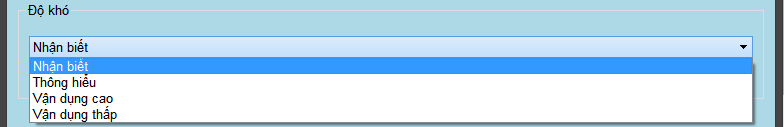 Độ khó
Nhận biết
Nhận biết
Thông hiểu
Vận dụng cao
Vận dụng thấp